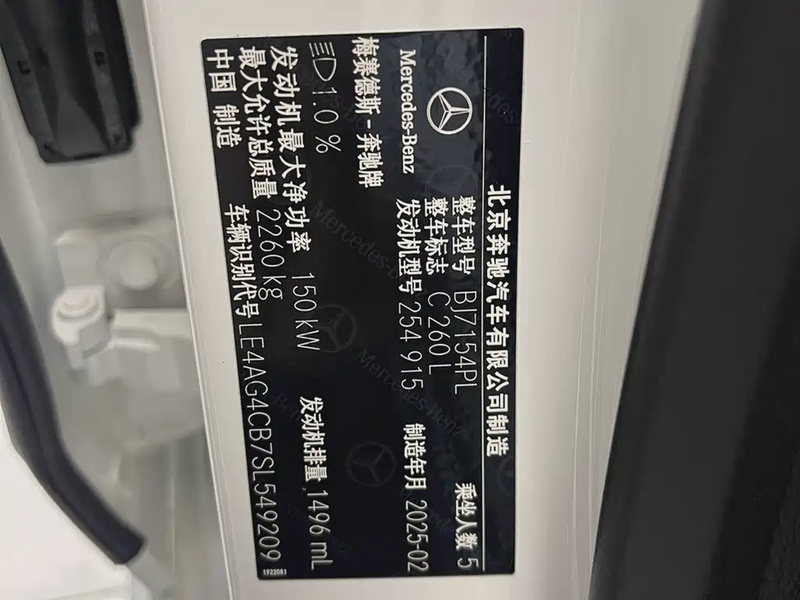 北京奔驰汽车有限公司制造
Mercedes-Benz
梅赛德斯-奔驰牌
整车型号 BJ7154PL 乘坐人数 5
整车标志 C 260 L
发动机型号 254 915 制造年月 2025-02
1.0 %
发动机最大净功率 150 kW 发动机排量 1496 mL
最大允许总质量 2260 kg
中国 制造 车辆识别代号 LE4AG4CB7SL549209
1922051